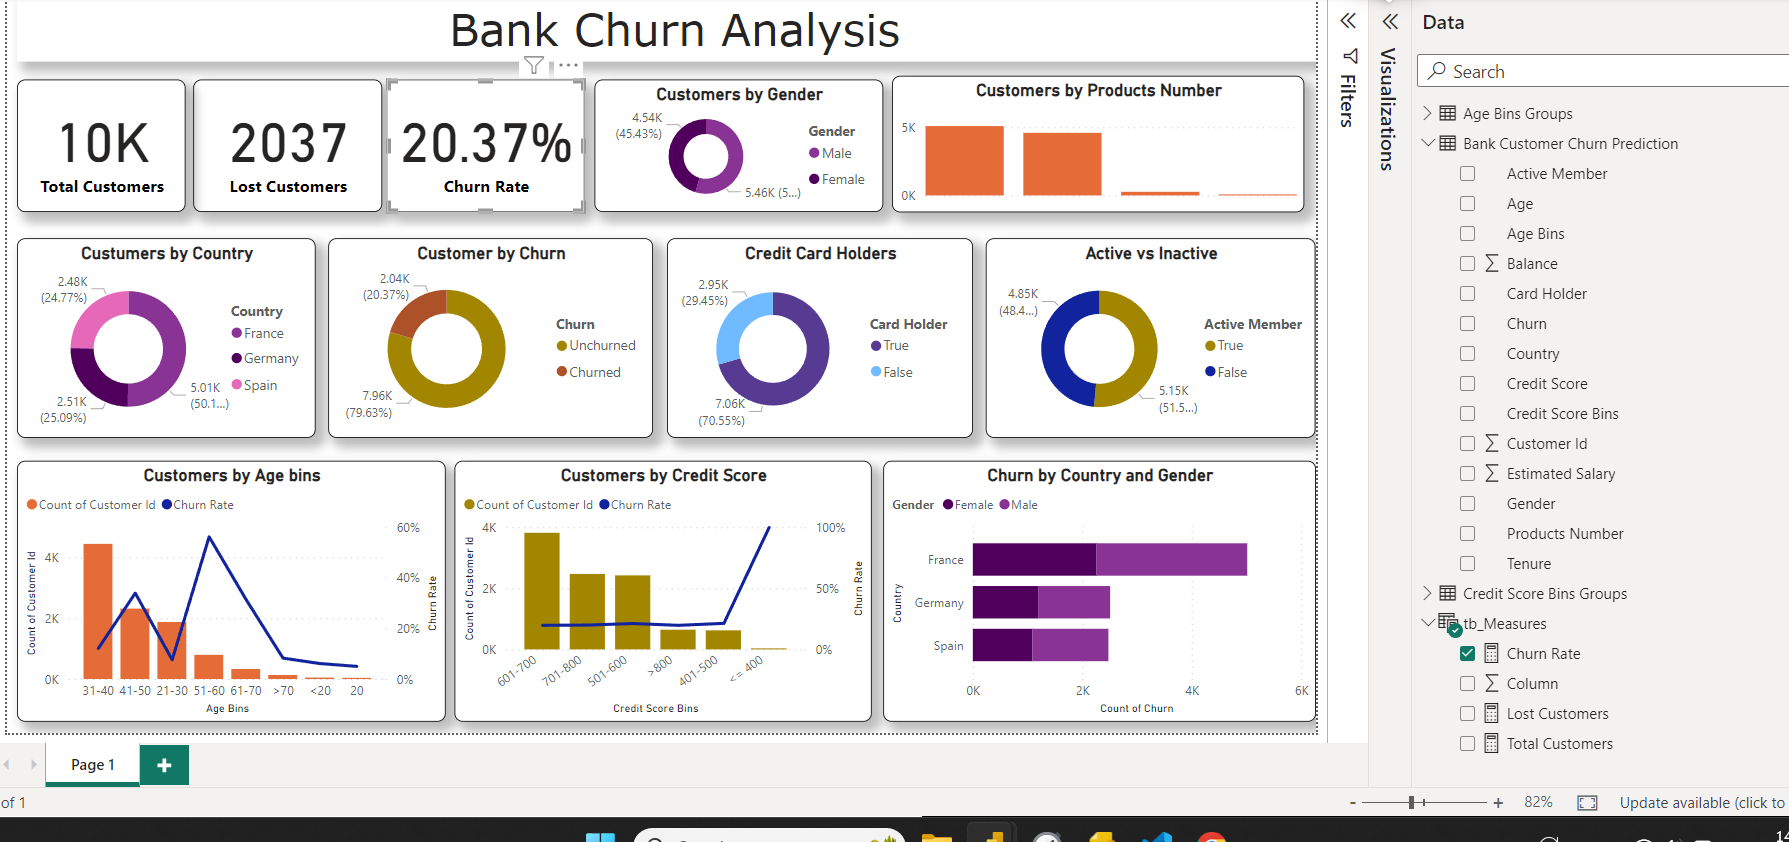 Bank Churn Analysis
10K
Total Customers
2037
Lost Customers
20.37%
Churn Rate
Customers by Gender
4.54K
(45.43%)
5.46K (5...)
Gender
Male
Female
Customers by Products Number
5K
0K
Custumers by Country
2.48K
(24.77%)
2.51K
(25.09%)
5.01K
(50.1...)
Country
France
Germany
Spain
Customer by Churn
2.04K
(20.37%)
7.96K
(79.63%)
Churn
Unchurned
Churned
Credit Card Holders
2.95K
(29.45%)
7.06K
(70.55%)
Card Holder
True
False
Active vs Inactive
4.85K
(48.4...)
5.15K
(51.5...)
Active Member
True
False
Customers by Age bins
Count of Customer Id Churn Rate
Count of Customer Id
4K
2K
0K
60%
40%
20%
0%
Churn Rate
31-40 41-50 21-30 51-60 61-70 >70 <20 20
Age Bins
Customers by Credit Score
Count of Customer Id Churn Rate
Count of Customer Id
4K
2K
0K
100%
50%
0%
Churn Rate
601-700 701-800 501-600 >800 401-500 <= 400
Credit Score Bins
Churn by Country and Gender
Gender Female Male
Country
France
Germany
Spain
0K 2K 4K 6K
Count of Churn
Filters
Visualizations
Data
Search
Age Bins Groups
Bank Customer Churn Prediction
Active Member
Age
Age Bins
Balance
Card Holder
Churn
Country
Credit Score
Credit Score Bins
Customer Id
Estimated Salary
Gender
Products Number
Tenure
Credit Score Bins Groups
tb_Measures
Churn Rate
Column
Lost Customers
Total Customers
Page 1
of 1
- + 82% Update available (click to